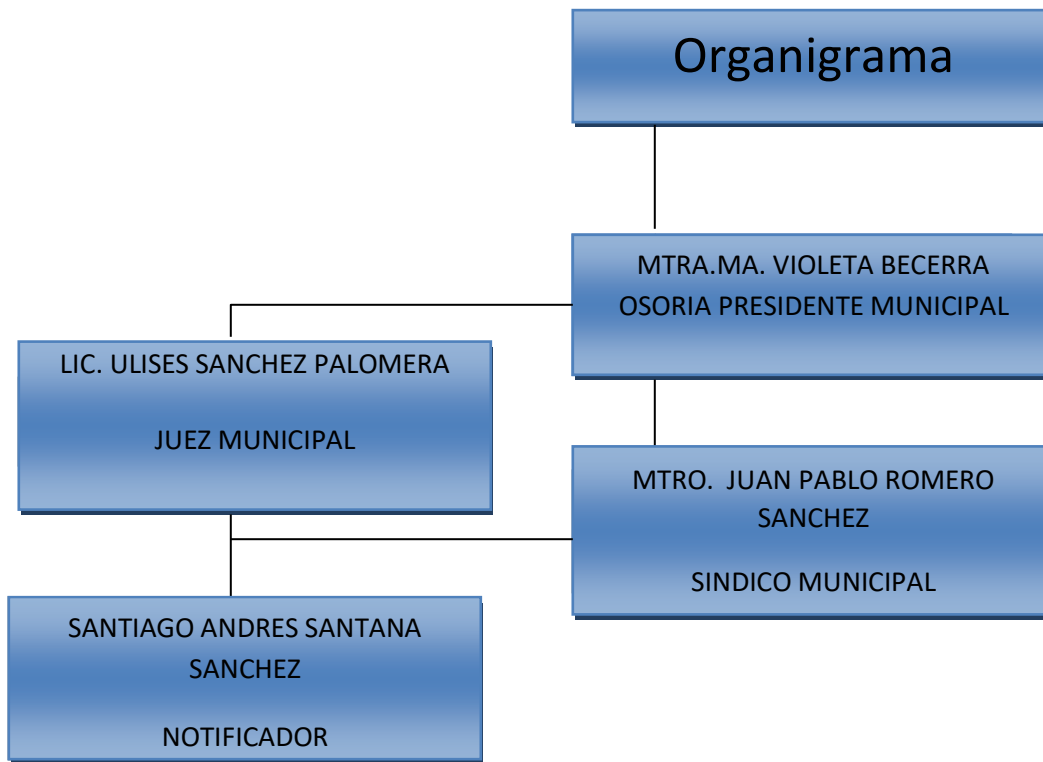 Organigrama
MTRA.MA. VIOLETA BECERRA
OSORIA PRESIDENTE MUNICIPAL
LIC. ULISES SANCHEZ PALOMERA
JUEZ MUNICIPAL
MTRO. JUAN PABLO ROMERO
SANCHEZ
SINDICO MUNICIPAL
SANTIAGO ANDRES SANTANA
SANCHEZ
NOTIFICADOR